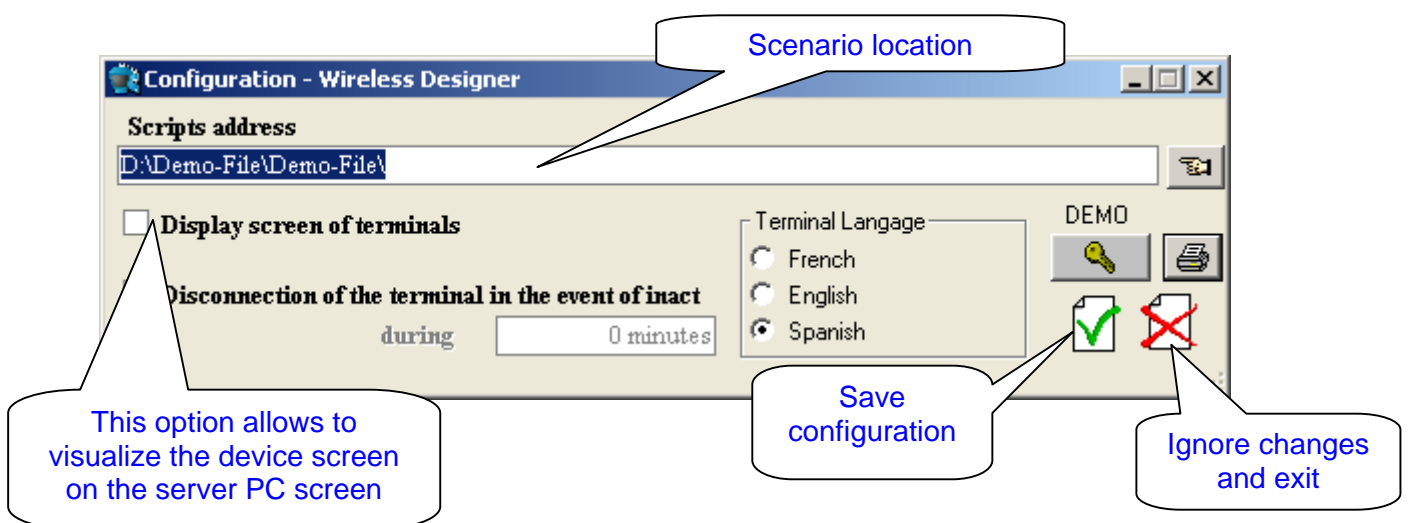 Scenario location
Configuration - Wireless Designer
Scripts address
D:\Demo-File\Demo-File\
Display screen of terminals
Terminal Langage
DEMO
French
Disconnection of the terminal in the event of inact
English
during
0 minutes
Spanish
This option allows to
visualize the device screen
on the server PC screen
Save
configuration
Ignore changes
and exit